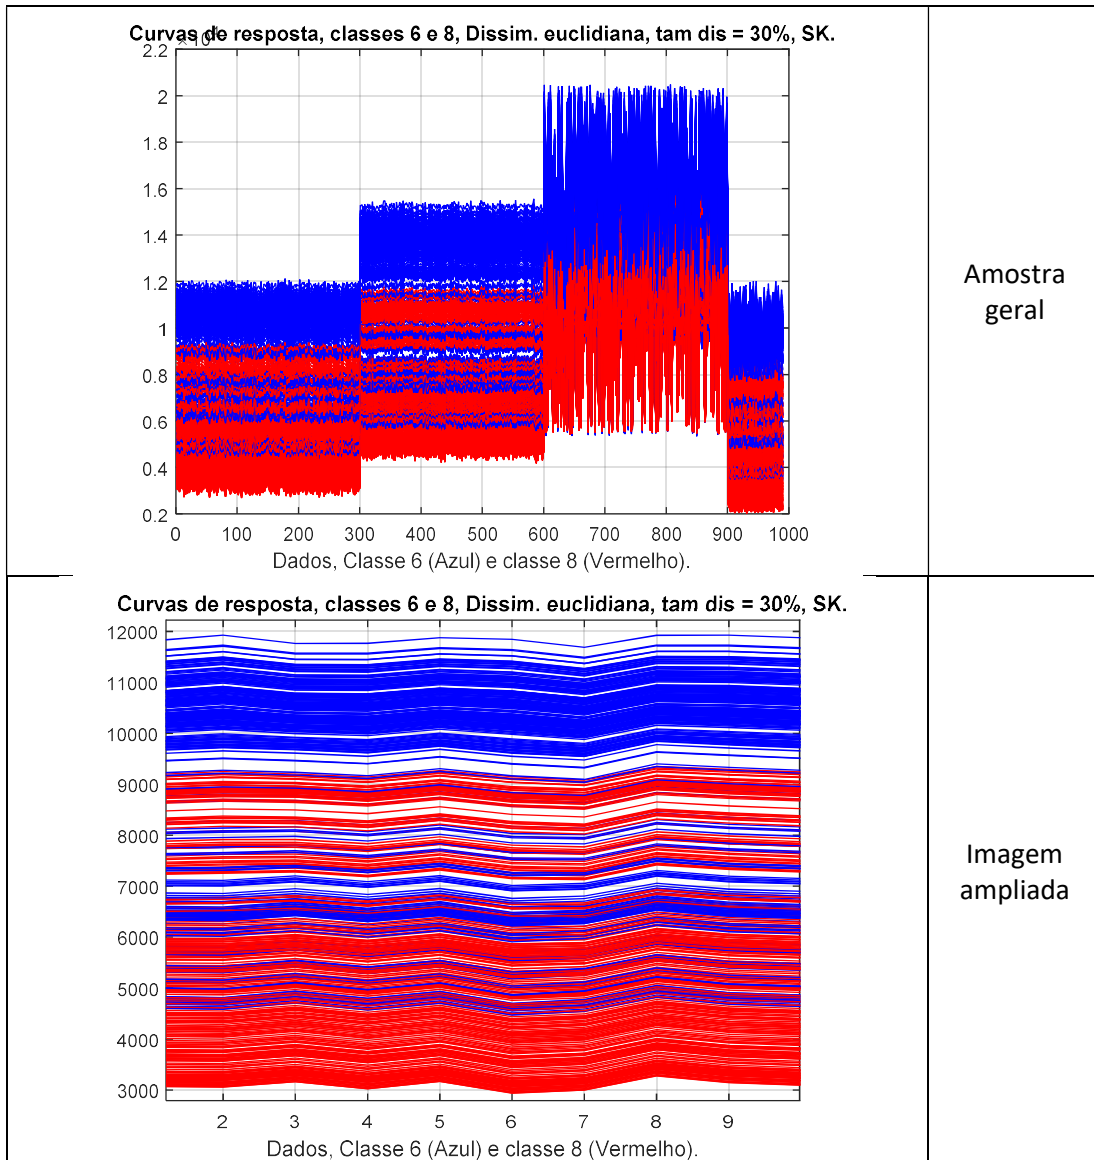 Curvas de resposta, classes 6 e 8, Dissim. euclidiana, tam dis = 30%, SK.
2.2
2
1.8
1.6
1.4
1.2
1
0.8
0.6
0.4
0.2
0 100 200 300 400 500 600 700 800 900 1000
Dados, Classe 6 (Azul) e classe 8 (Vermelho).
Amostra
geral
Curvas de resposta, classes 6 e 8, Dissim. euclidiana, tam dis = 30%, SK.
12000
11000
10000
9000
8000
7000
6000
5000
4000
3000
2 3 4 5 6 7 8 9
Dados, Classe 6 (Azul) e classe 8 (Vermelho).
Imagem
ampliada